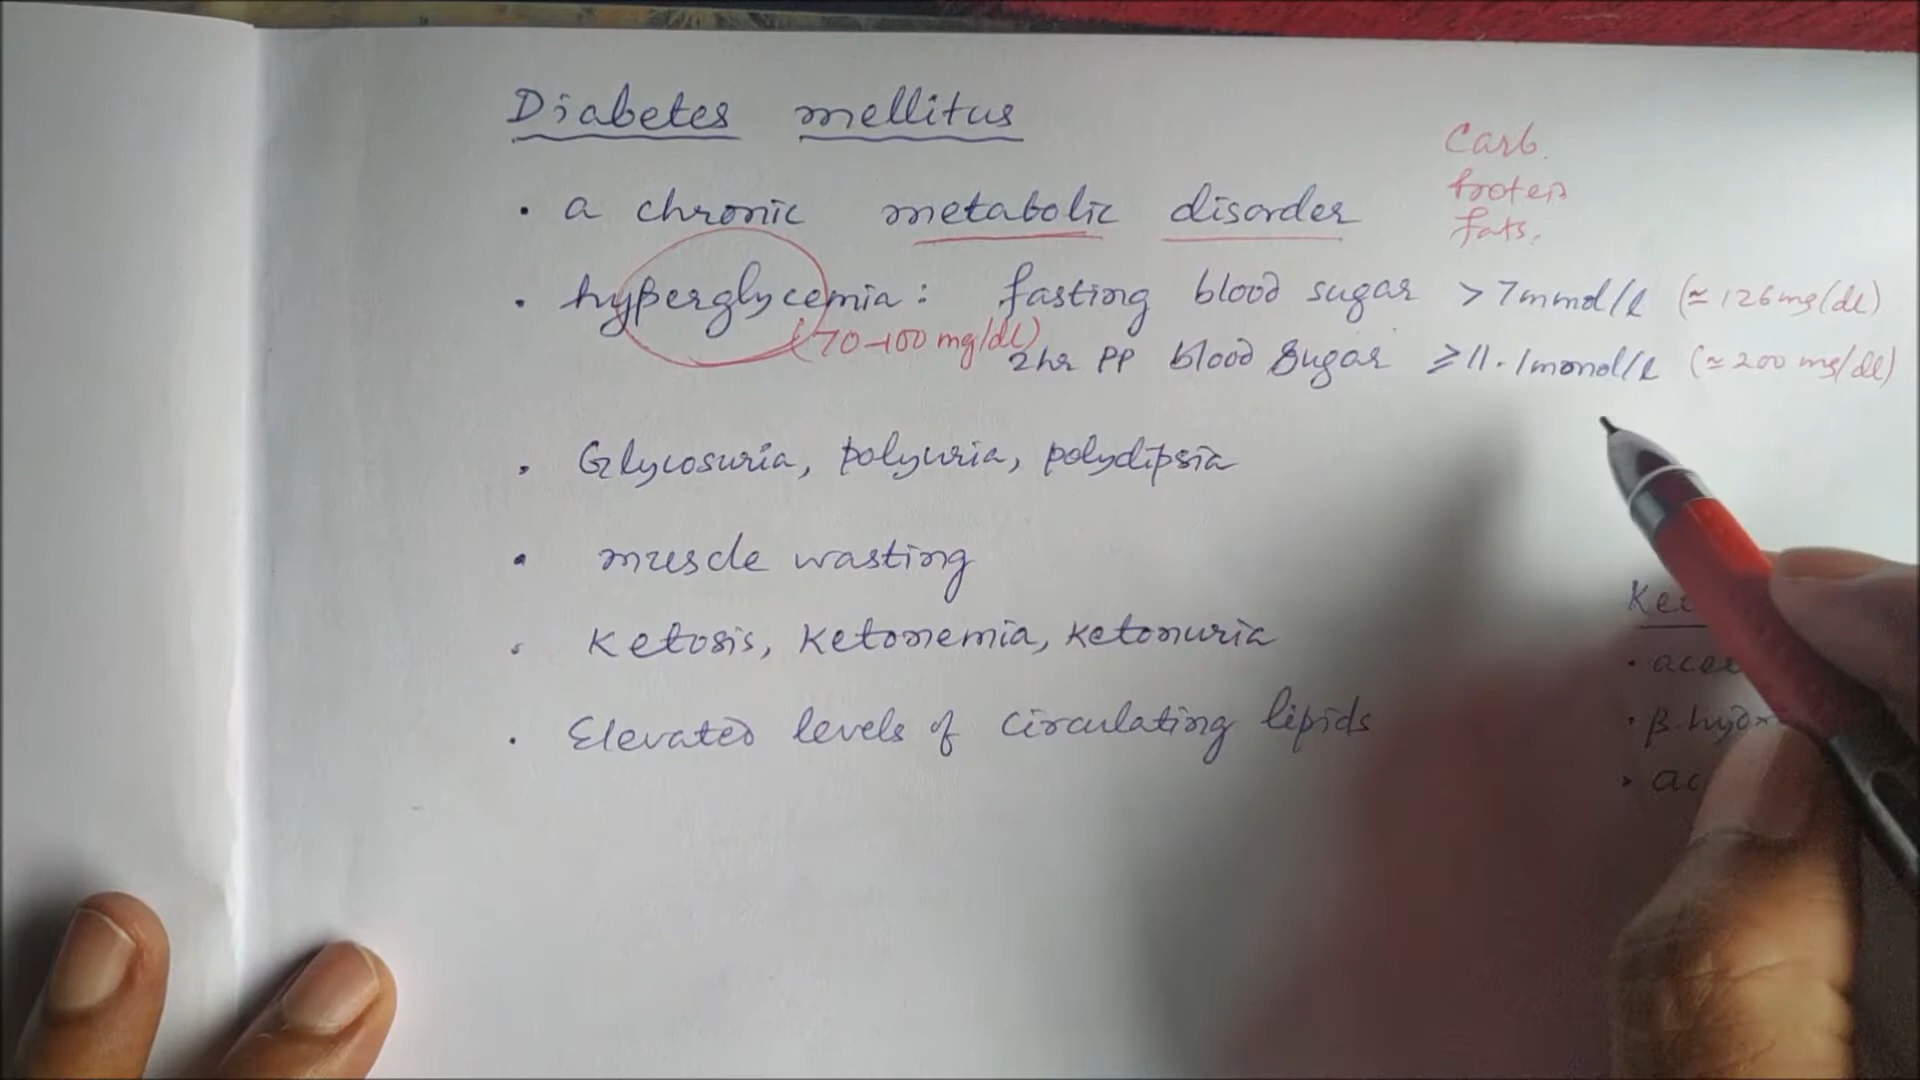 Diabetes mellitus
Carb.
Protein
fats.
• a chronic metabolic disorder
• hyperglycemia: fasting blood sugar >7mmol/l (≃126mg/dl)
(70-100 mg/dl)
2hr PP blood sugar ≥11.1mmol/l (≃200 mg/dl)
• Glycosuria, polyuria, polydipsia
• muscle wasting
• Ketosis, Ketonemia, Ketonuria
• Elevated levels of circulating lipids